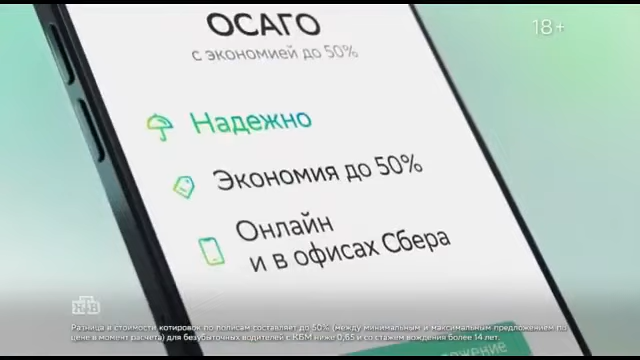 ОСАГО
18+
с экономией до 50%
Надежно
Экономия до 50%
Онлайн
и в офисах Сбера
НТВ
Разница в стоимости котировок по полисам составляет до 50% (между минимальным и максимальным предложением по
цене в момент расчета) для безубыточных водителей с КБМ ниже 0,65 и со стажем вождения более 14 лет.